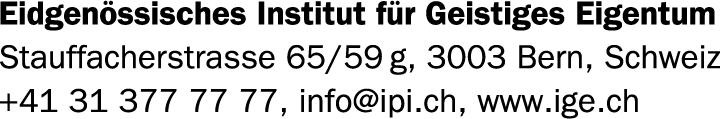 Eidgenössisches Institut für Geistiges Eigentum
Stauffacherstrasse 65/59 g, 3003 Bern, Schweiz
+41 31 377 77 77, info@ipi.ch, www.ige.ch